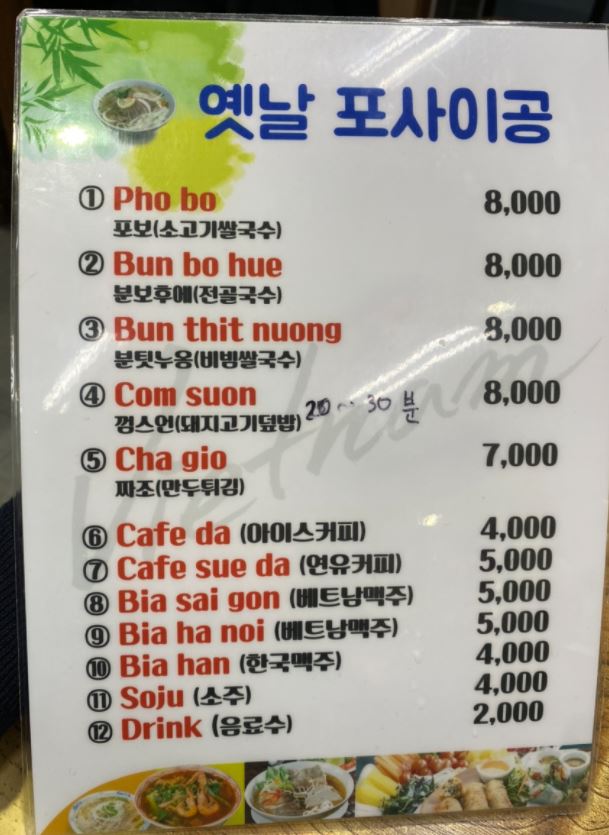 옛날 포사이공
① Pho bo 8,000
포보(소고기쌀국수)
② Bun bo hue 8,000
분보후에(전골국수)
③ Bun thit nuong 8,000
분팃누옹(비빔쌀국수)
④ Com suon 8,000
껌스언(돼지고기덮밥) 20~30분
⑤ Cha gio 7,000
짜조(만두튀김)
⑥ Cafe da (아이스커피) 4,000
⑦ Cafe sue da (연유커피) 5,000
⑧ Bia sai gon (베트남맥주) 5,000
⑨ Bia ha noi (베트남맥주) 5,000
⑩ Bia han (한국맥주) 4,000
⑪ Soju (소주) 4,000
⑫ Drink (음료수) 2,000
Vietnam